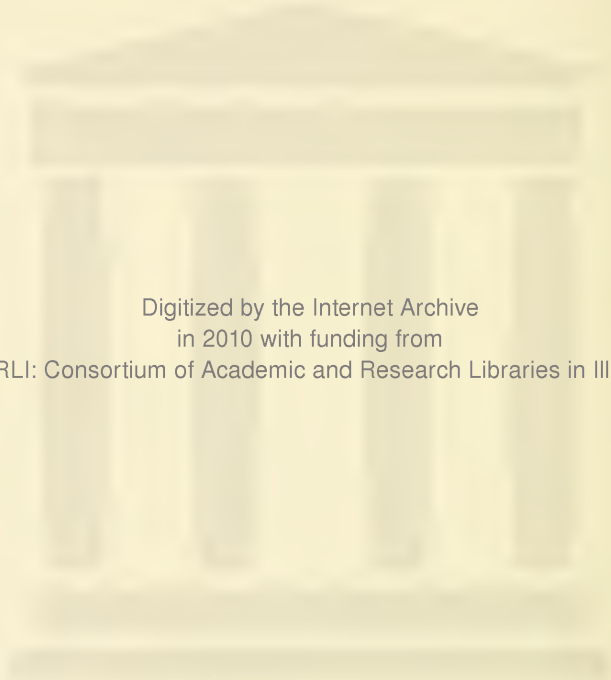 Digitized by the Internet Archive
in 2010 with funding from
RLI: Consortium of Academic and Research Libraries in Ill